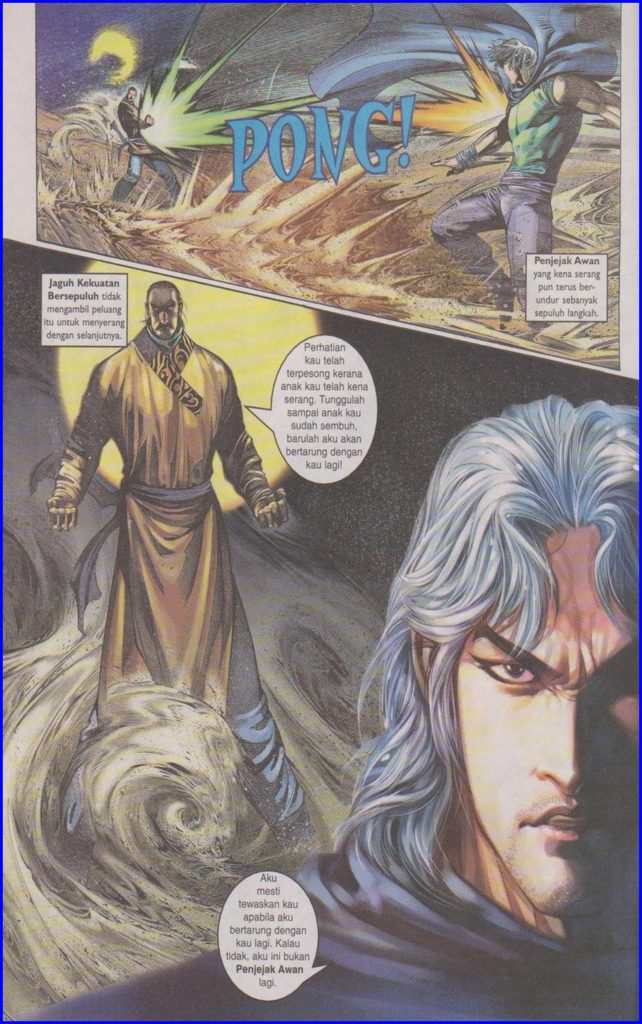 PONG!
Penjejak Awan
yang kena serang
pun terus ber-
undur sebanyak
sepuluh langkah.
Jaguh Kekuatan
Bersepuluh tidak
mengambil peluang
itu untuk menyerang
dengan selanjutnya.
Perhatian
kau telah
terpesong kerana
anak kau telah kena
serang. Tunggulah
sampai anak kau
sudah sembuh,
barulah aku akan
bertarung dengan
kau lagi!
Aku
mesti
tewaskan kau
apabila aku
bertarung dengan
kau lagi. Kalau
tidak, aku ini bukan
Penjejak Awan
lagi.